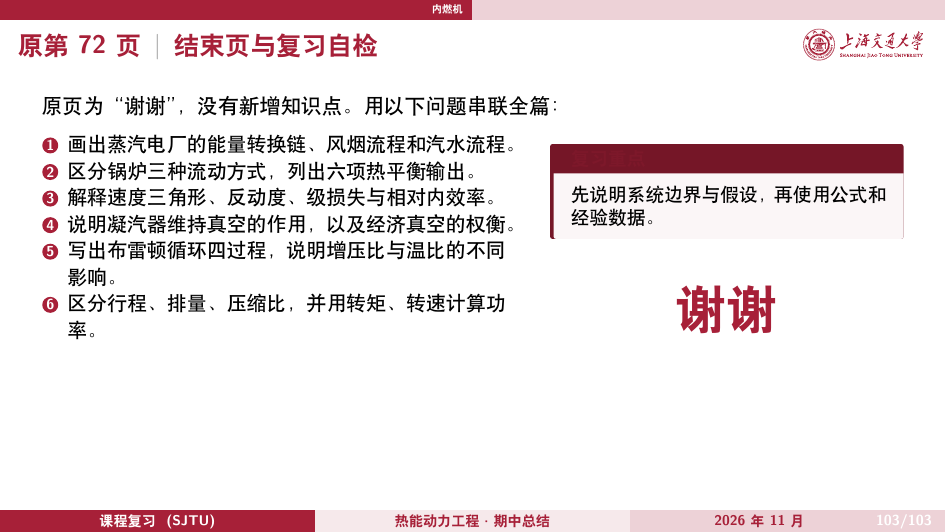 内燃机
原第 72 页 | 结束页与复习自检
上海交通大学
SHANGHAI JIAO TONG UNIVERSITY
原页为 “谢谢”，没有新增知识点。用以下问题串联全篇：
1 画出蒸汽电厂的能量转换链、风烟流程和汽水流程。
2 区分锅炉三种流动方式，列出六项热平衡输出。
3 解释速度三角形、反动度、级损失与相对内效率。
4 说明凝汽器维持真空的作用，以及经济真空的权衡。
5 写出布雷顿循环四过程，说明增压比与温比的不同
影响。
6 区分行程、排量、压缩比，并用转矩、转速计算功
率。
先说明系统边界与假设，再使用公式和
经验数据。
谢谢
课程复习 (SJTU)
热能动力工程 · 期中总结
2026 年 11 月
103/103